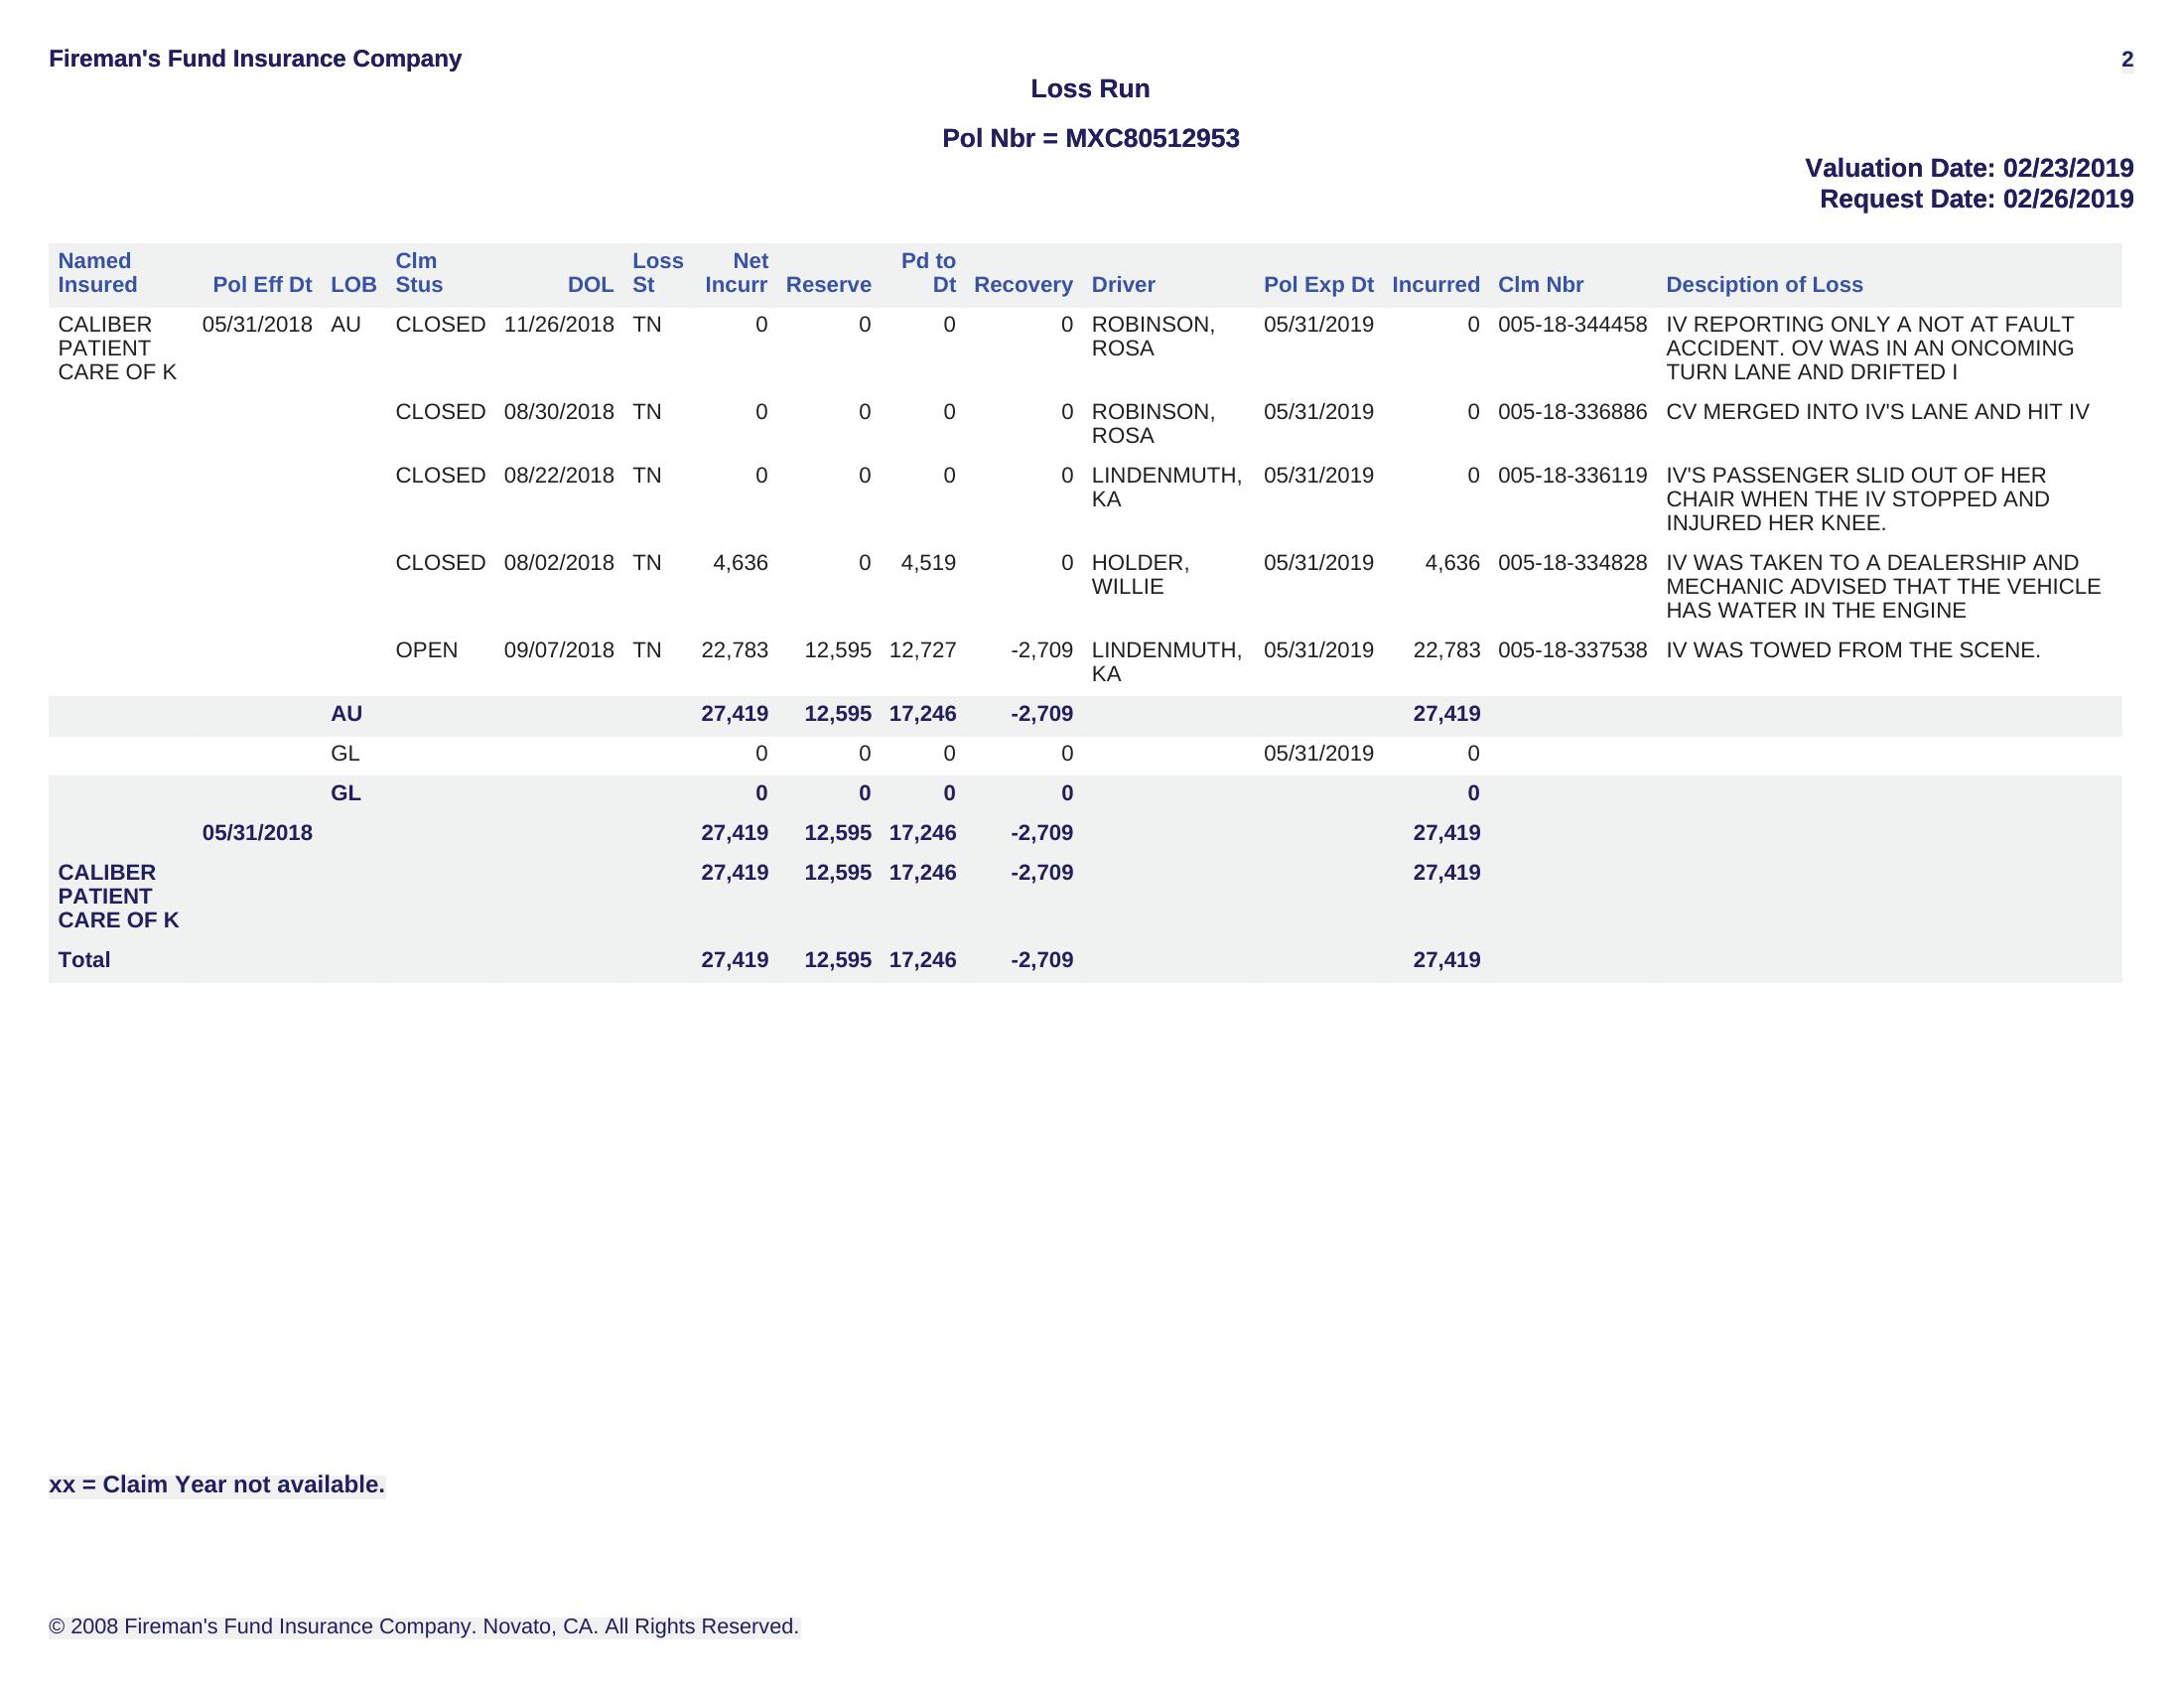 Fireman's Fund Insurance Company 2
Loss Run
Pol Nbr = MXC80512953
Valuation Date: 02/23/2019
Request Date: 02/26/2019
Named Clm Loss Net Pd to
Insured Pol Eff Dt LOB Stus DOL St Incurr Reserve Dt Recovery Driver Pol Exp Dt Incurred Clm Nbr Desciption of Loss
CALIBER 05/31/2018 AU CLOSED 11/26/2018 TN 0 0 0 0 ROBINSON, 05/31/2019 0 005-18-344458 IV REPORTING ONLY A NOT AT FAULT
PATIENT ROSA ACCIDENT. OV WAS IN AN ONCOMING
CARE OF K TURN LANE AND DRIFTED I
CLOSED 08/30/2018 TN 0 0 0 0 ROBINSON, 05/31/2019 0 005-18-336886 CV MERGED INTO IV'S LANE AND HIT IV
ROSA
CLOSED 08/22/2018 TN 0 0 0 0 LINDENMUTH, 05/31/2019 0 005-18-336119 IV'S PASSENGER SLID OUT OF HER
KA CHAIR WHEN THE IV STOPPED AND
INJURED HER KNEE.
CLOSED 08/02/2018 TN 4,636 0 4,519 0 HOLDER, 05/31/2019 4,636 005-18-334828 IV WAS TAKEN TO A DEALERSHIP AND
WILLIE MECHANIC ADVISED THAT THE VEHICLE
HAS WATER IN THE ENGINE
OPEN 09/07/2018 TN 22,783 12,595 12,727 -2,709 LINDENMUTH, 05/31/2019 22,783 005-18-337538 IV WAS TOWED FROM THE SCENE.
KA
AU 27,419 12,595 17,246 -2,709 27,419
GL 0 0 0 0 05/31/2019 0
GL 0 0 0 0 0
05/31/2018 27,419 12,595 17,246 -2,709 27,419
CALIBER 27,419 12,595 17,246 -2,709 27,419
PATIENT
CARE OF K
Total 27,419 12,595 17,246 -2,709 27,419
xx = Claim Year not available.
© 2008 Fireman's Fund Insurance Company. Novato, CA. All Rights Reserved.